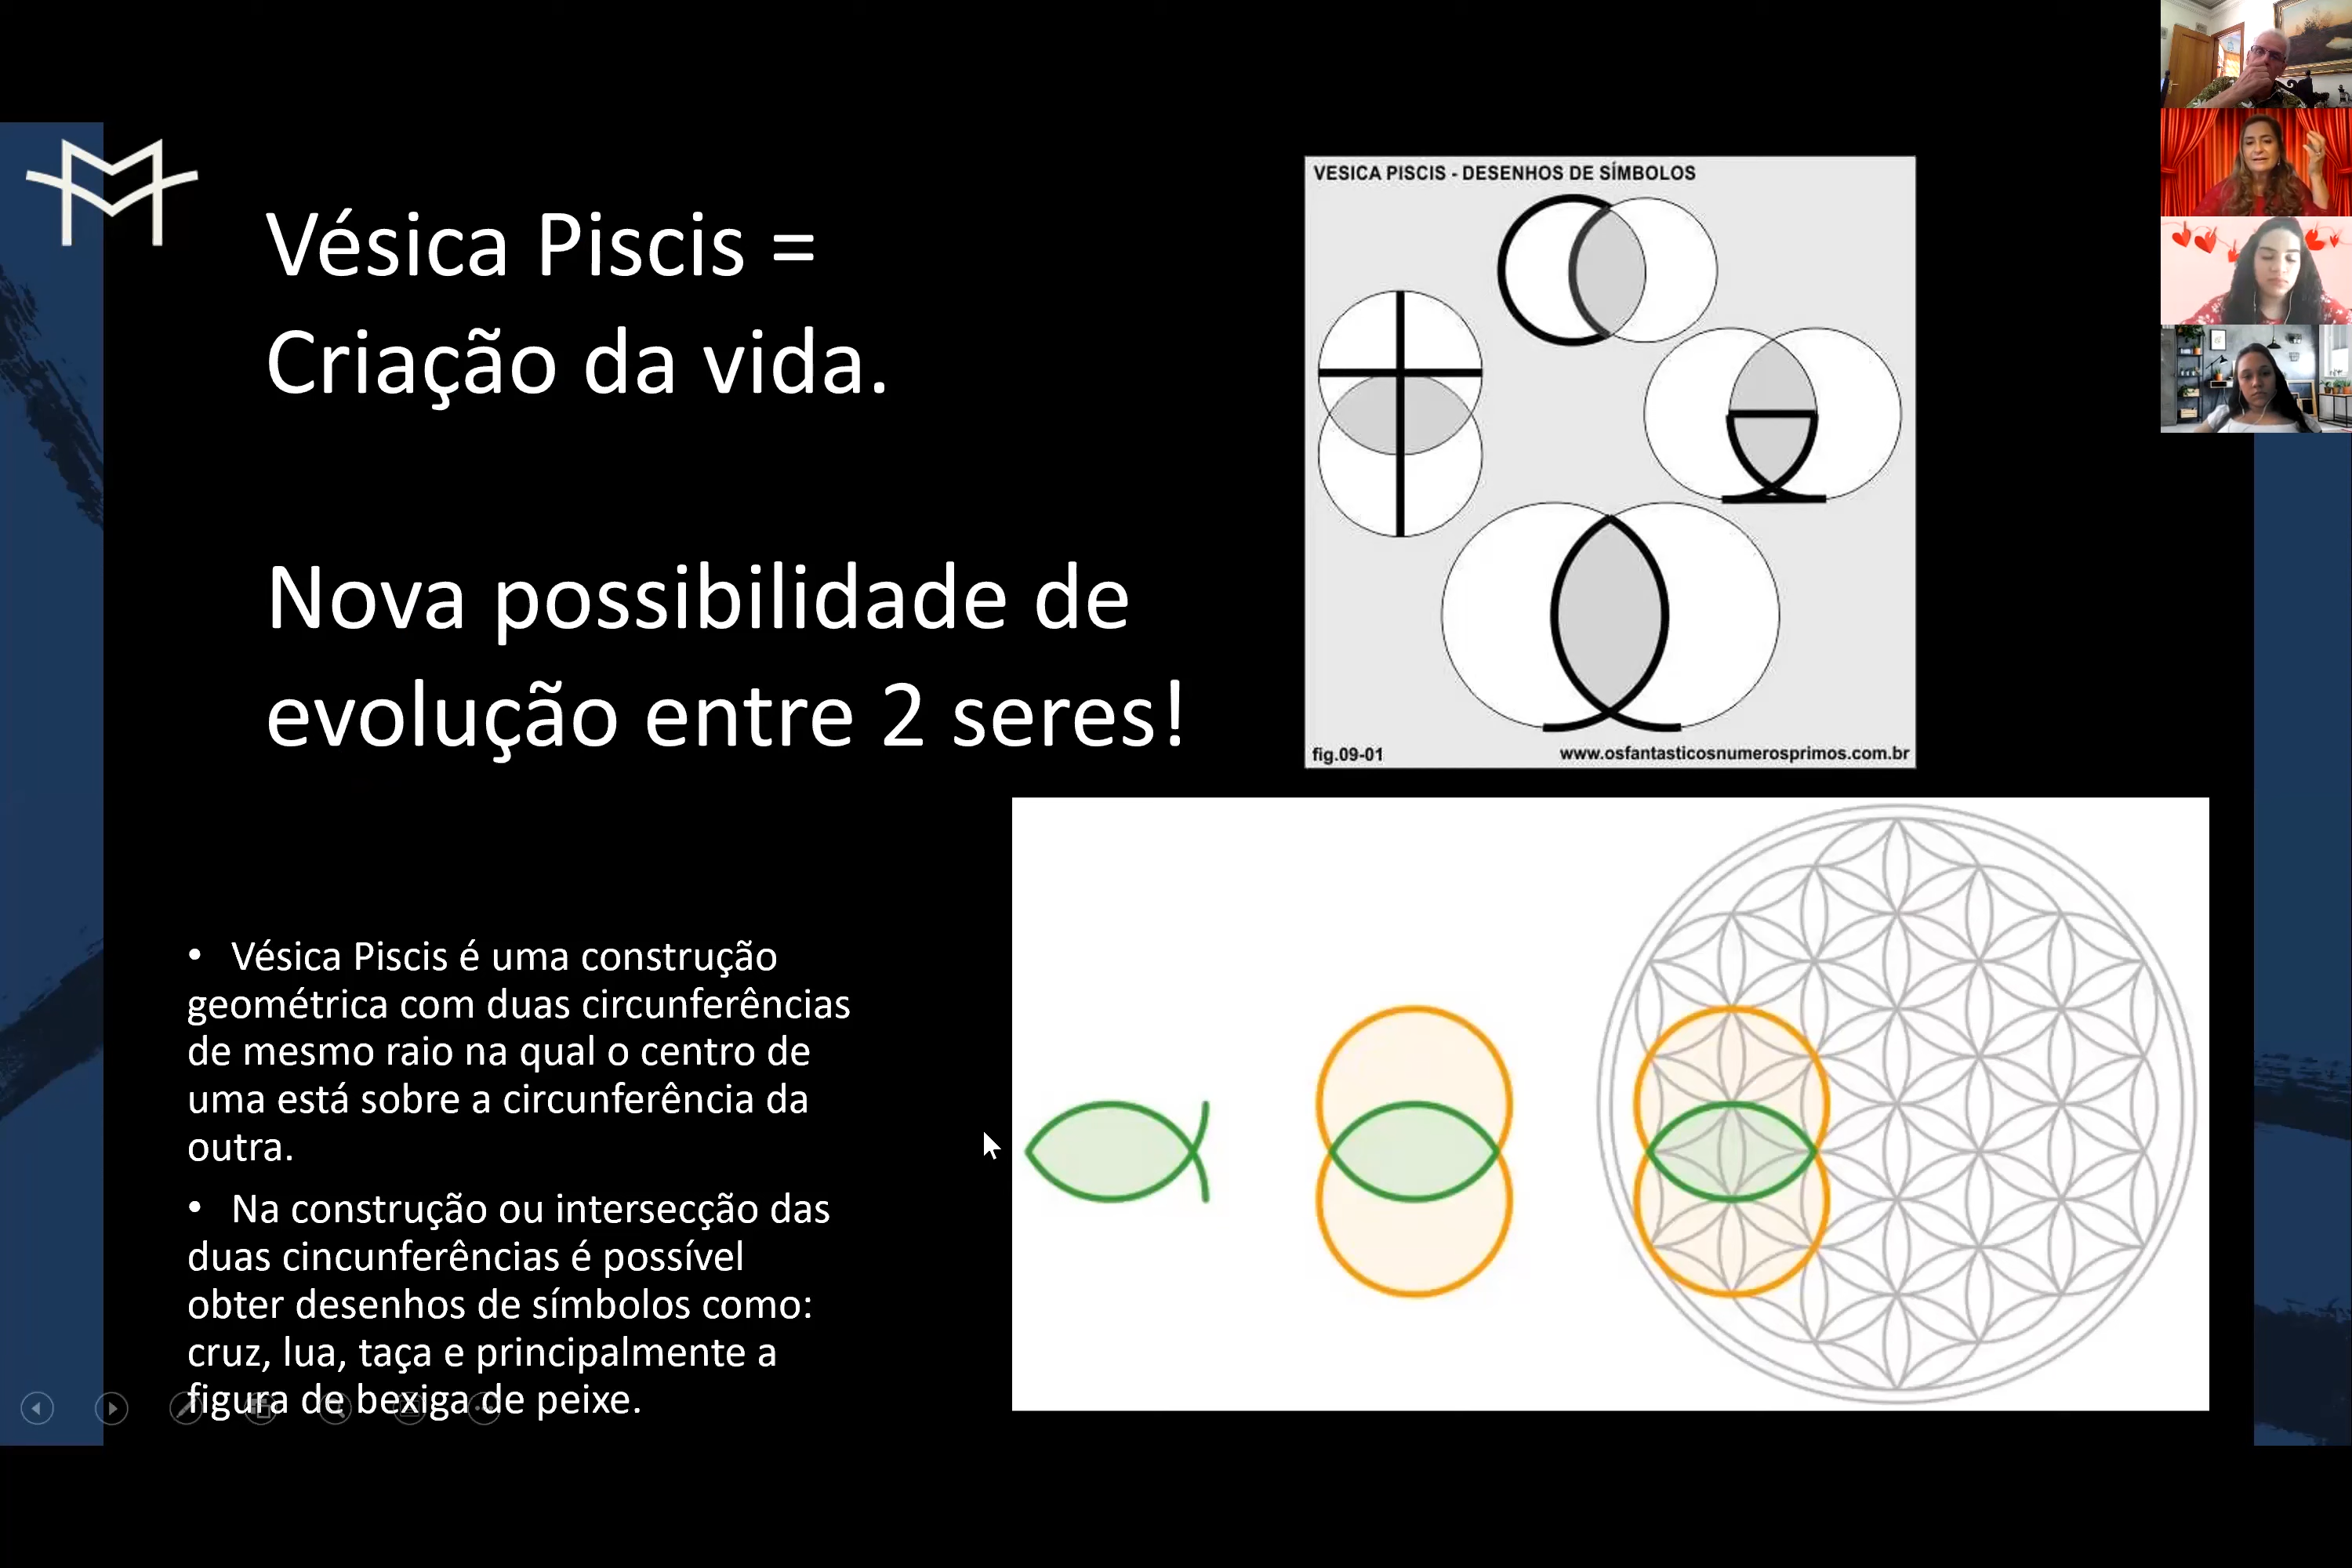 Vésica Piscis =
Criação da vida.
Nova possibilidade de
evolução entre 2 seres!
• Vésica Piscis é uma construção
geométrica com duas circunferências
de mesmo raio na qual o centro de
uma está sobre a circunferência da
outra.
• Na construção ou intersecção das
duas cincunferências é possível
obter desenhos de símbolos como:
cruz, lua, taça e principalmente a
figura de bexiga de peixe.
VESICA PISCIS - DESENHOS DE SÍMBOLOS
fig.09-01
www.osfantasticosnumerosprimos.com.br